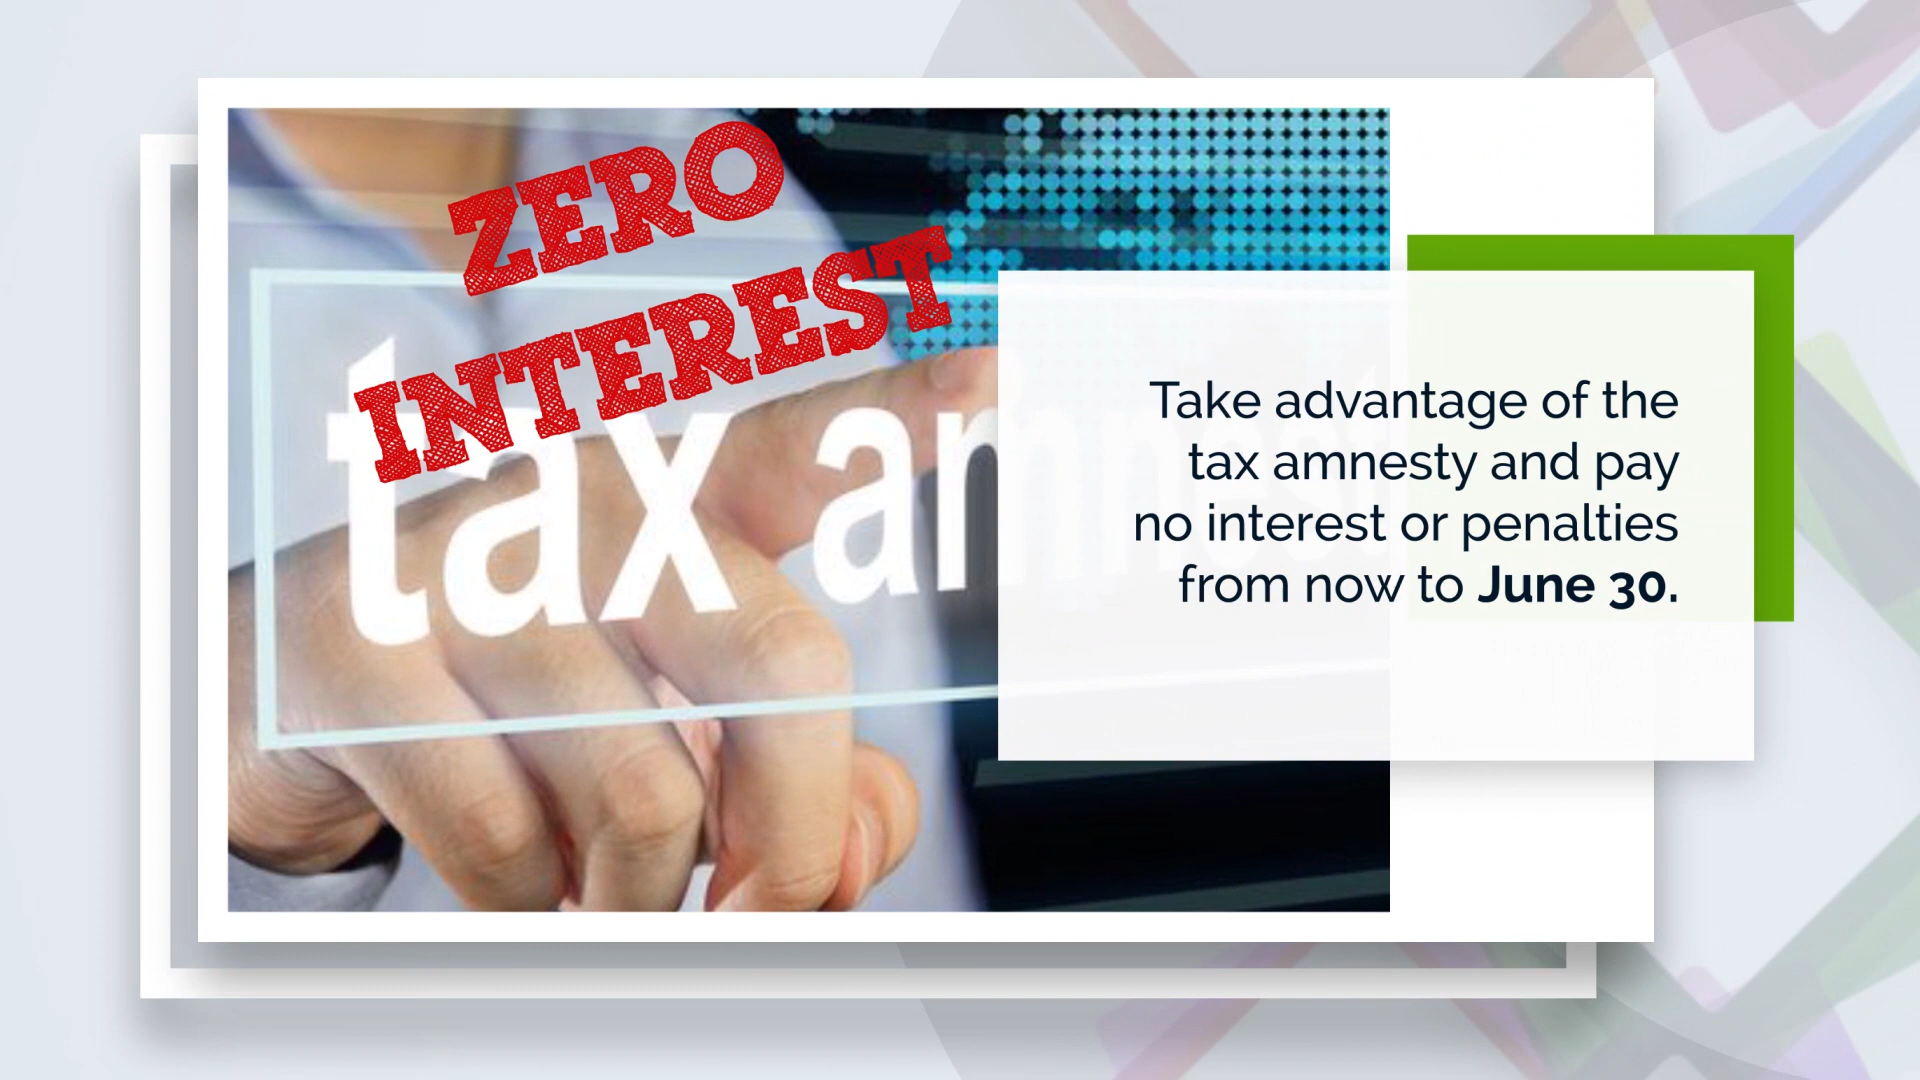 ZERO
INTEREST
tax amnest
Take advantage of the
tax amnesty and pay
no interest or penalties
from now to June 30.